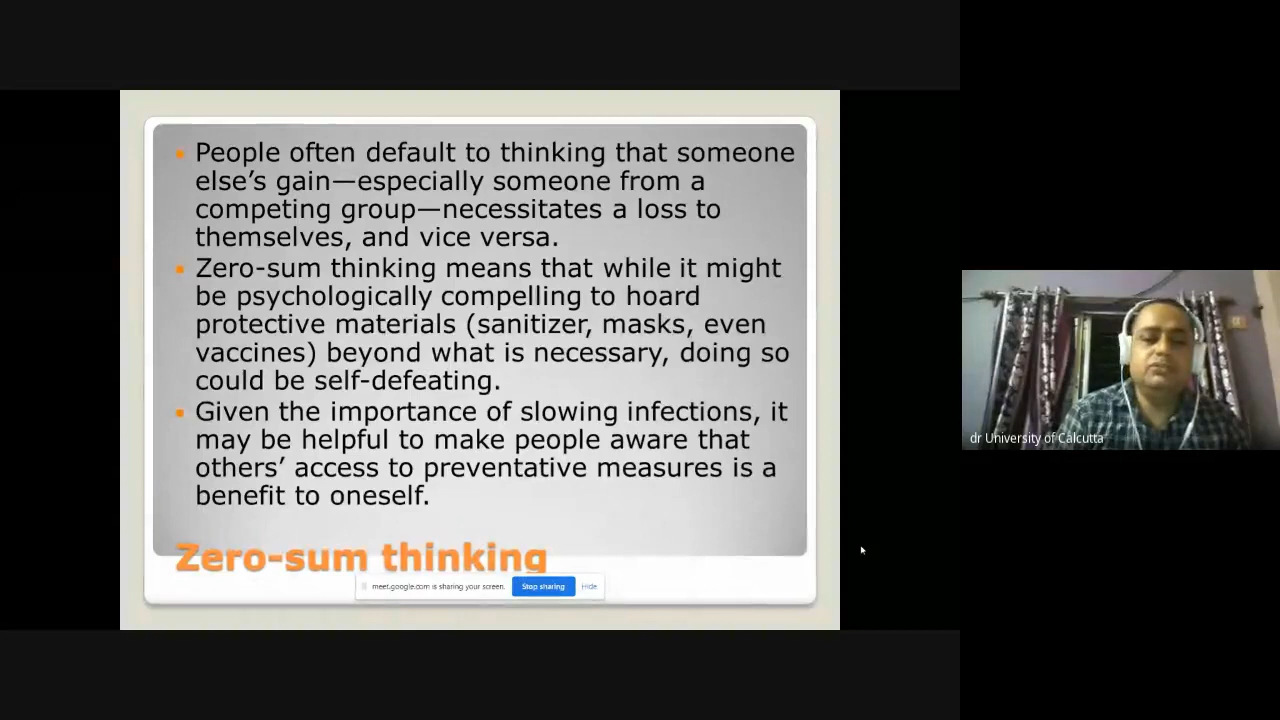 People often default to thinking that someone
else’s gain—especially someone from a
competing group—necessitates a loss to
themselves, and vice versa.
Zero-sum thinking means that while it might
be psychologically compelling to hoard
protective materials (sanitizer, masks, even
vaccines) beyond what is necessary, doing so
could be self-defeating.
Given the importance of slowing infections, it
may be helpful to make people aware that
others’ access to preventative measures is a
benefit to oneself.
Zero-sum thinking
meet.google.com is sharing your screen. Stop sharing Hide
dr University of Calcutta